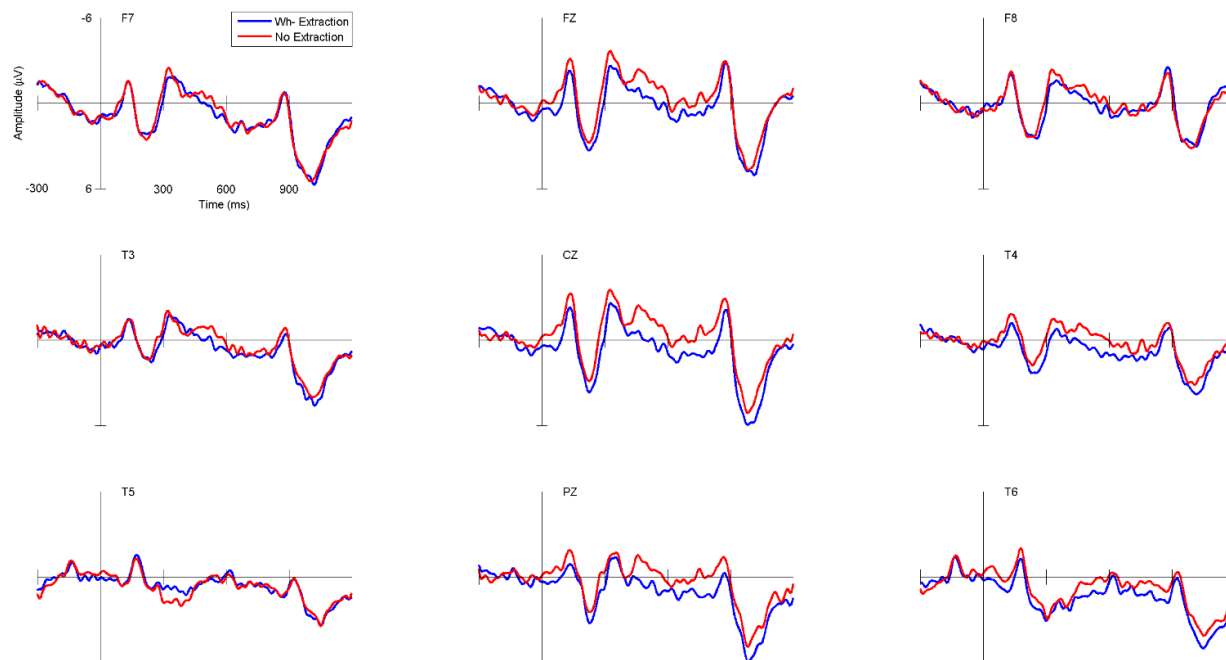 -6
F7
Wh- Extraction
No Extraction
FZ
F8
Amplitude (µV)
-300
6
300
600
900
Time (ms)
T3
CZ
T4
T5
PZ
T6